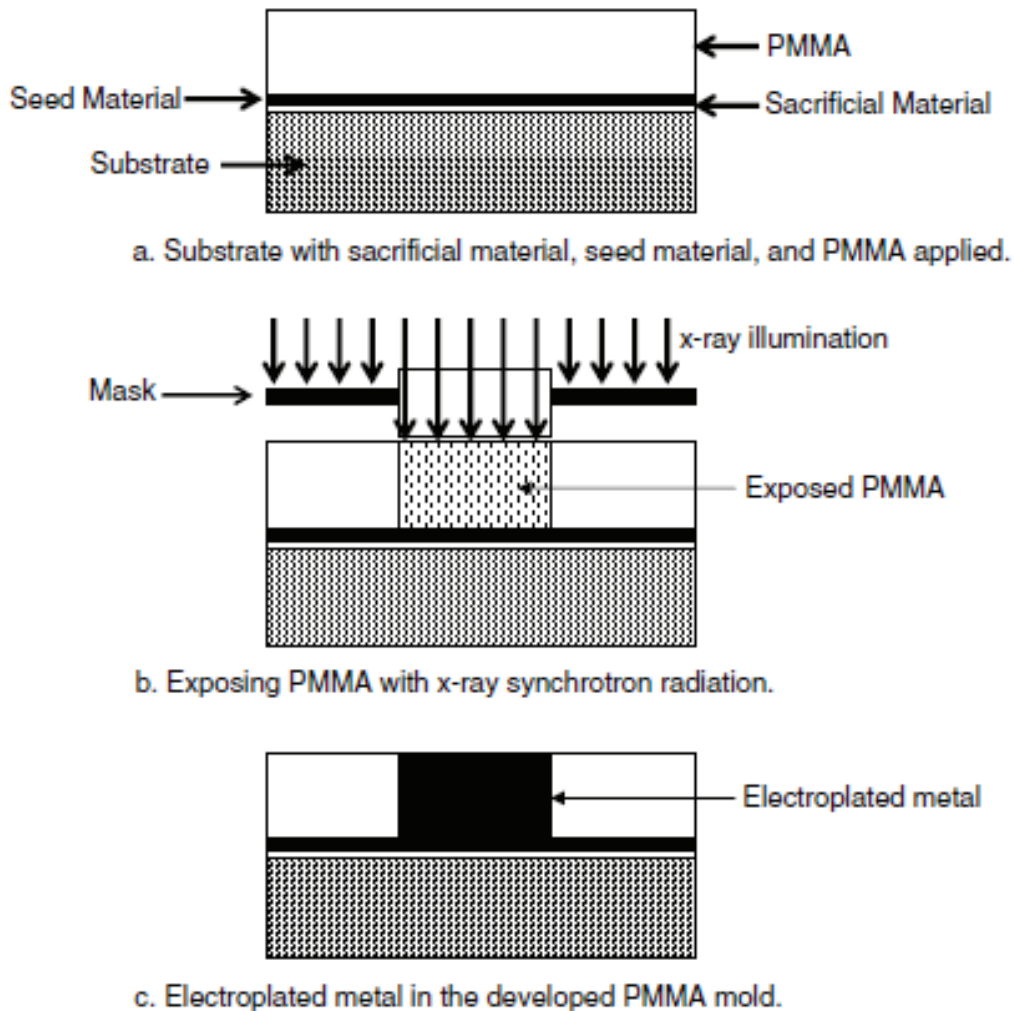 PMMA
Seed Material
Sacrificial Material
Substrate
a. Substrate with sacrificial material, seed material, and PMMA applied.
x-ray illumination
Mask
Exposed PMMA
b. Exposing PMMA with x-ray synchrotron radiation.
Electroplated metal
c. Electroplated metal in the developed PMMA mold.